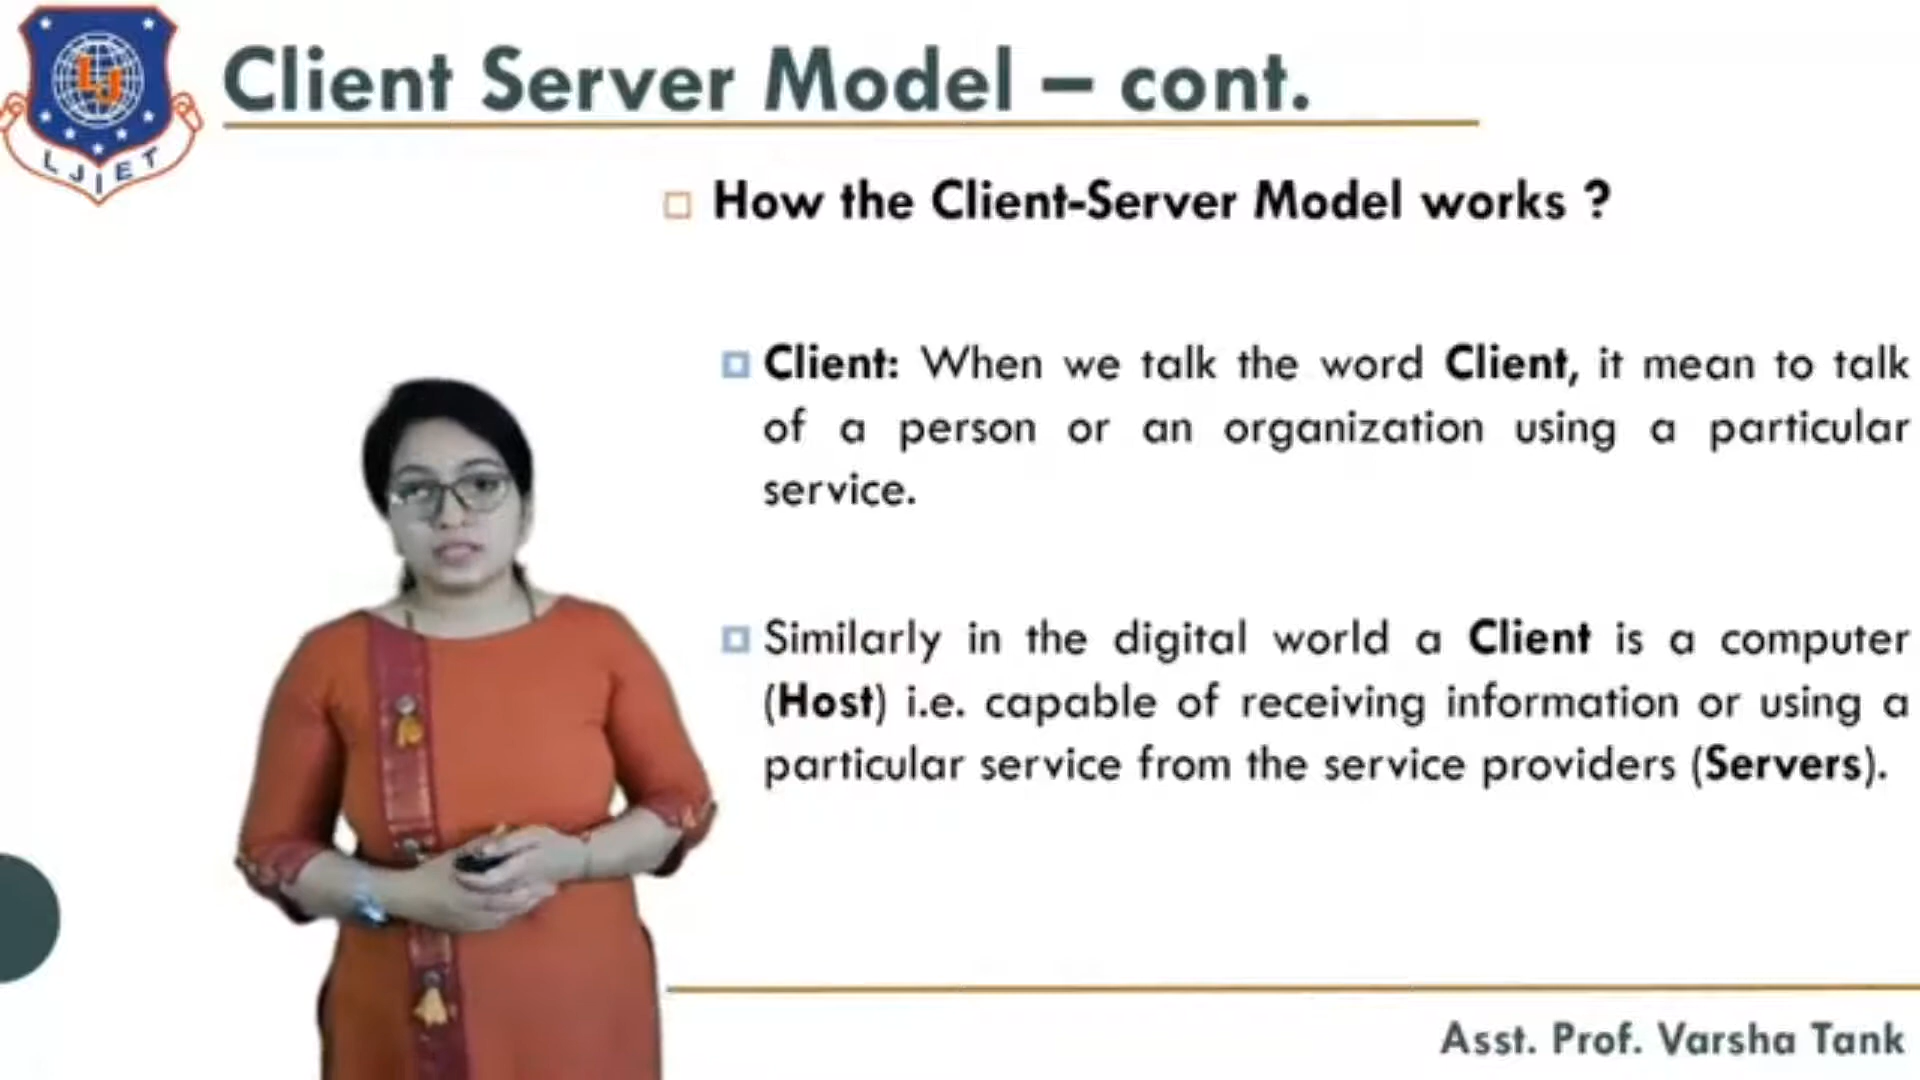 LJ
LJIET
Client Server Model – cont.
How the Client-Server Model works ?
Client: When we talk the word Client, it mean to talk
of a person or an organization using a particular
service.
Similarly in the digital world a Client is a computer
(Host) i.e. capable of receiving information or using a
particular service from the service providers (Servers).
Asst. Prof. Varsha Tank